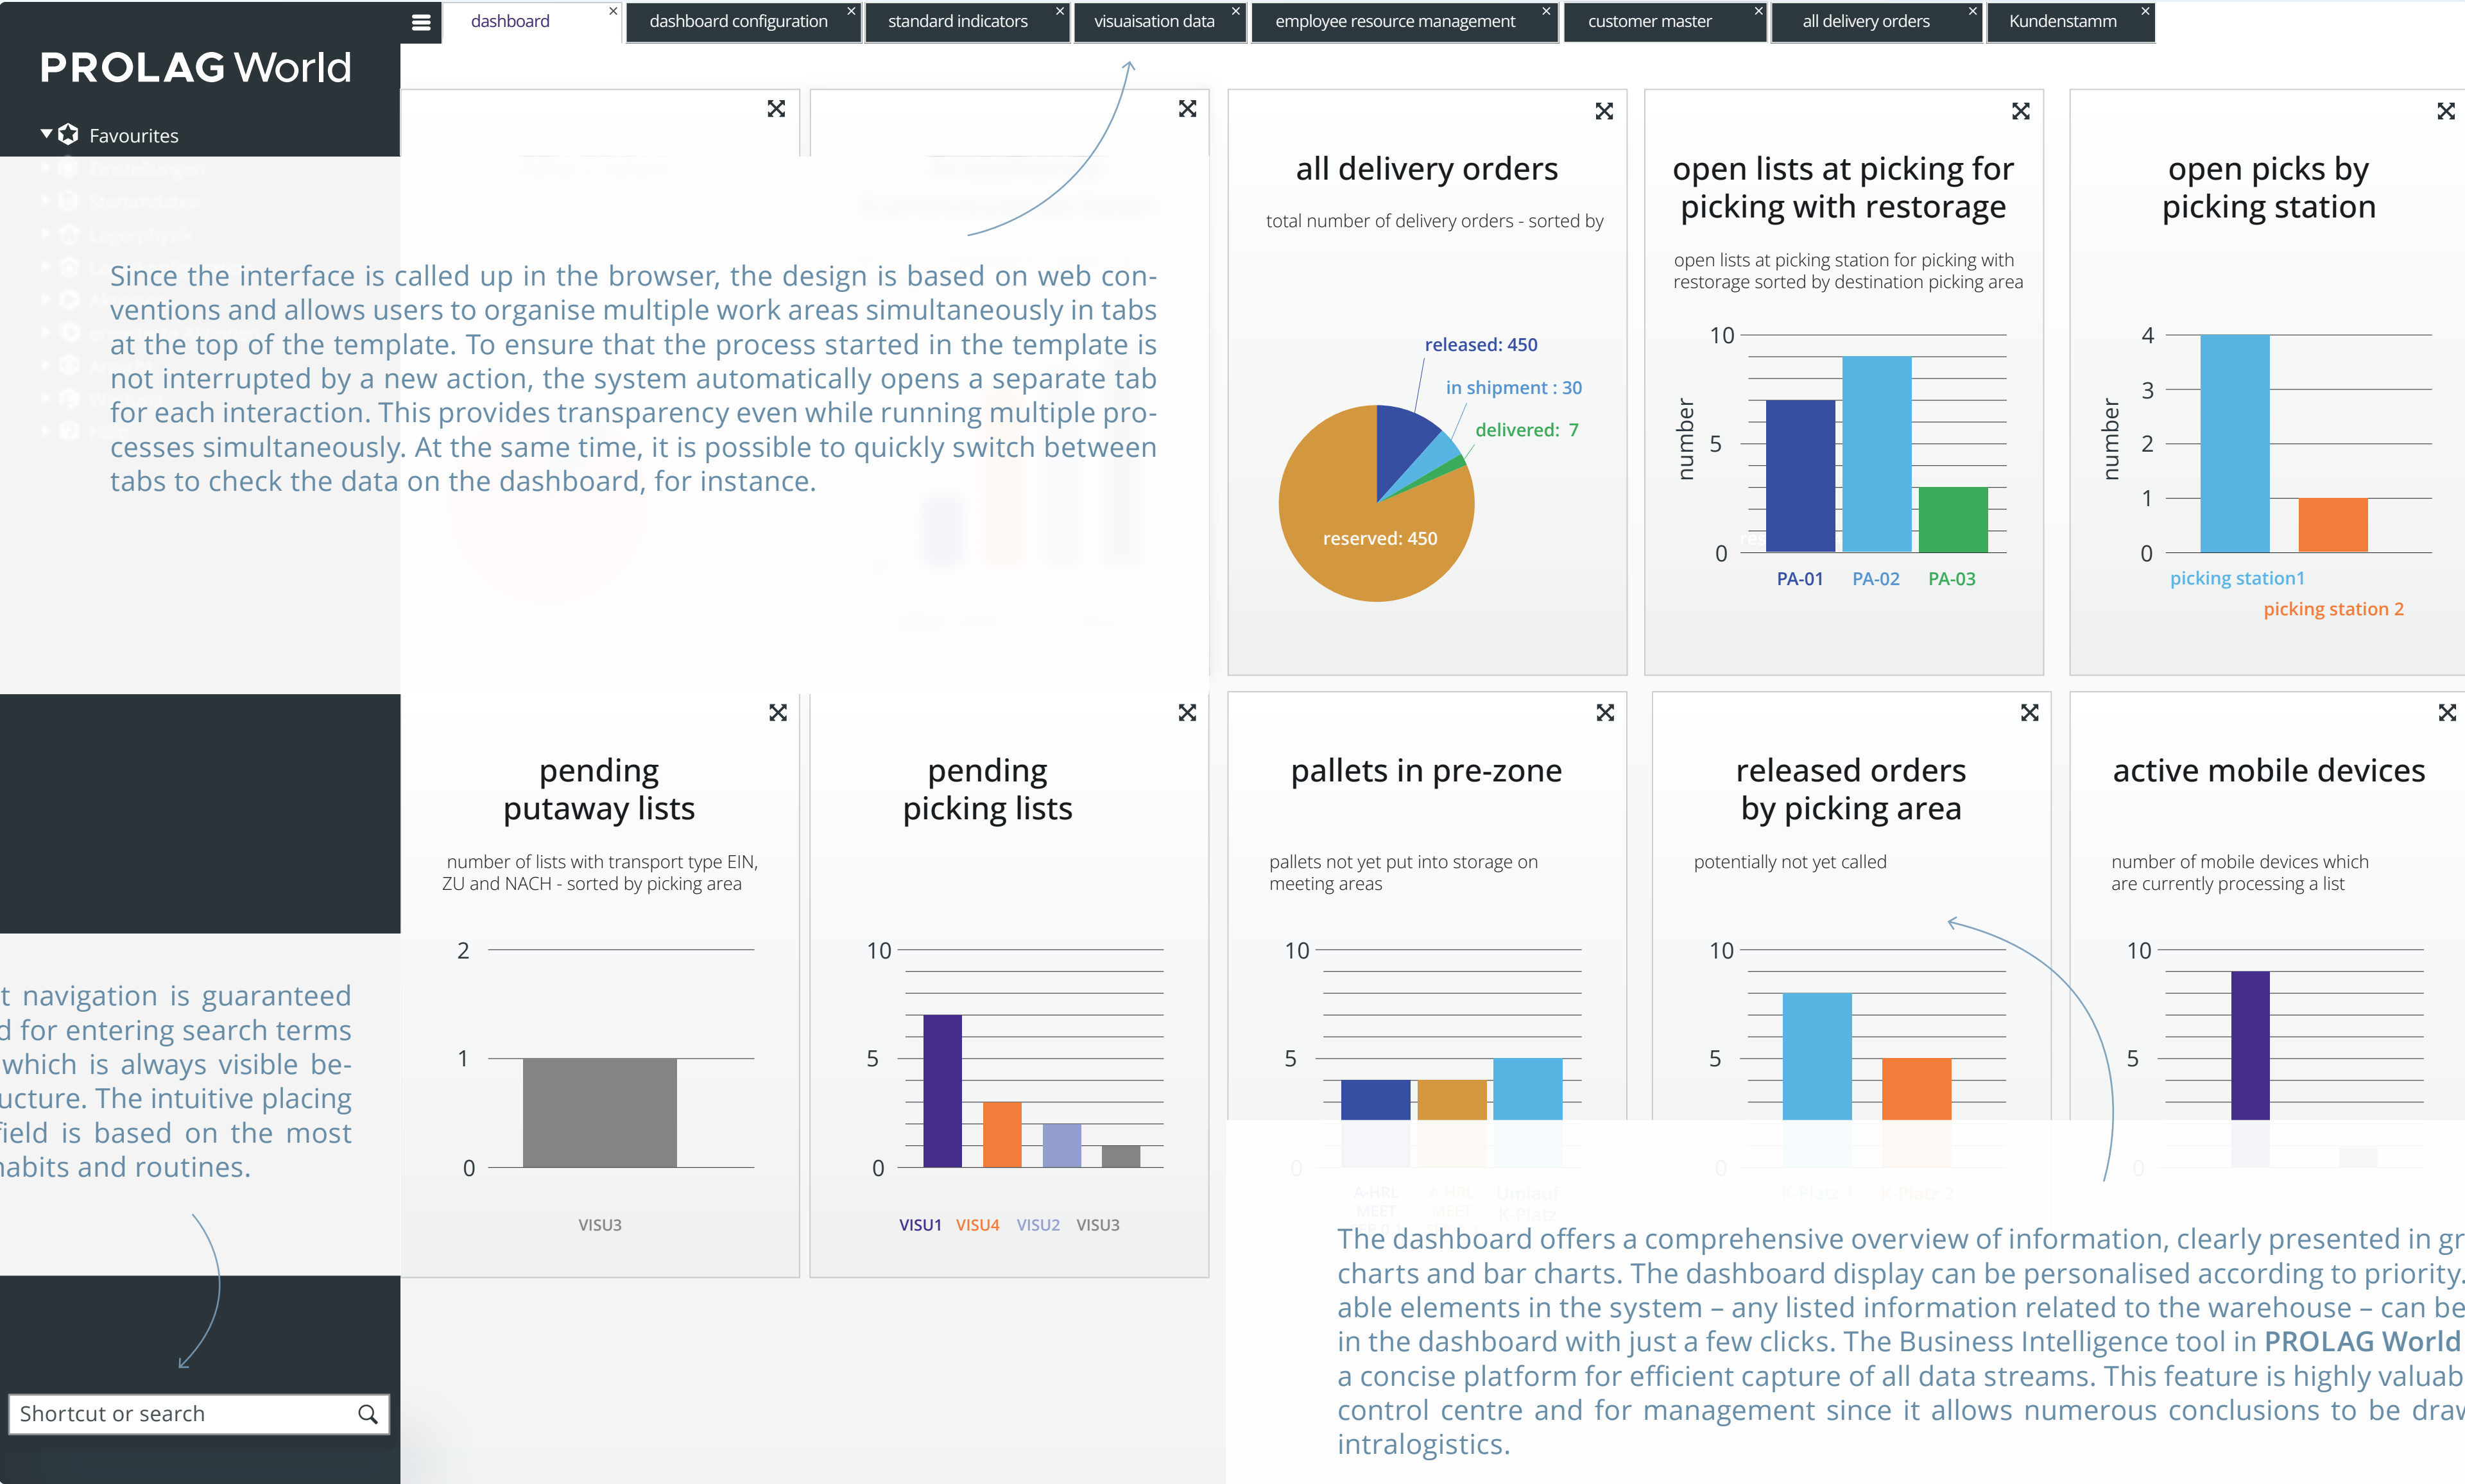 dashboard
dashboard configuration
standard indicators
visuaisation data
employee resource management
customer master
all delivery orders
Kundenstamm
PROLAG World
Favourites
Stammdaten
Lagerphysik
Since the interface is called up in the browser, the design is based on web con-
ventions and allows users to organise multiple work areas simultaneously in tabs
at the top of the template. To ensure that the process started in the template is
not interrupted by a new action, the system automatically opens a separate tab
for each interaction. This provides transparency even while running multiple pro-
cesses simultaneously. At the same time, it is possible to quickly switch between
tabs to check the data on the dashboard, for instance.
all delivery orders
total number of delivery orders - sorted by
released: 450
in shipment : 30
delivered: 7
reserved: 450
open lists at picking for
picking with restorage
open lists at picking station for picking with
restorage sorted by destination picking area
number
10
5
0
PA-01 PA-02 PA-03
open picks by
picking station
number
4
3
2
1
0
picking station1
picking station 2
pending
putaway lists
number of lists with transport type EIN,
ZU and NACH - sorted by picking area
2
1
0
VISU3
pending
picking lists
10
5
0
VISU1 VISU4 VISU2 VISU3
pallets in pre-zone
pallets not yet put into storage on
meeting areas
10
5
0
A-HRL
MEET
Umlauf
K-Platz
released orders
by picking area
potentially not yet called
10
5
0
K-Platz 2
active mobile devices
number of mobile devices which
are currently processing a list
10
5
0
t navigation is guaranteed
d for entering search terms
which is always visible be-
ucture. The intuitive placing
field is based on the most
habits and routines.
Shortcut or search
The dashboard offers a comprehensive overview of information, clearly presented in gr
charts and bar charts. The dashboard display can be personalised according to priority.
able elements in the system – any listed information related to the warehouse – can be
in the dashboard with just a few clicks. The Business Intelligence tool in PROLAG World
a concise platform for efficient capture of all data streams. This feature is highly valuab
control centre and for management since it allows numerous conclusions to be draw
intralogistics.